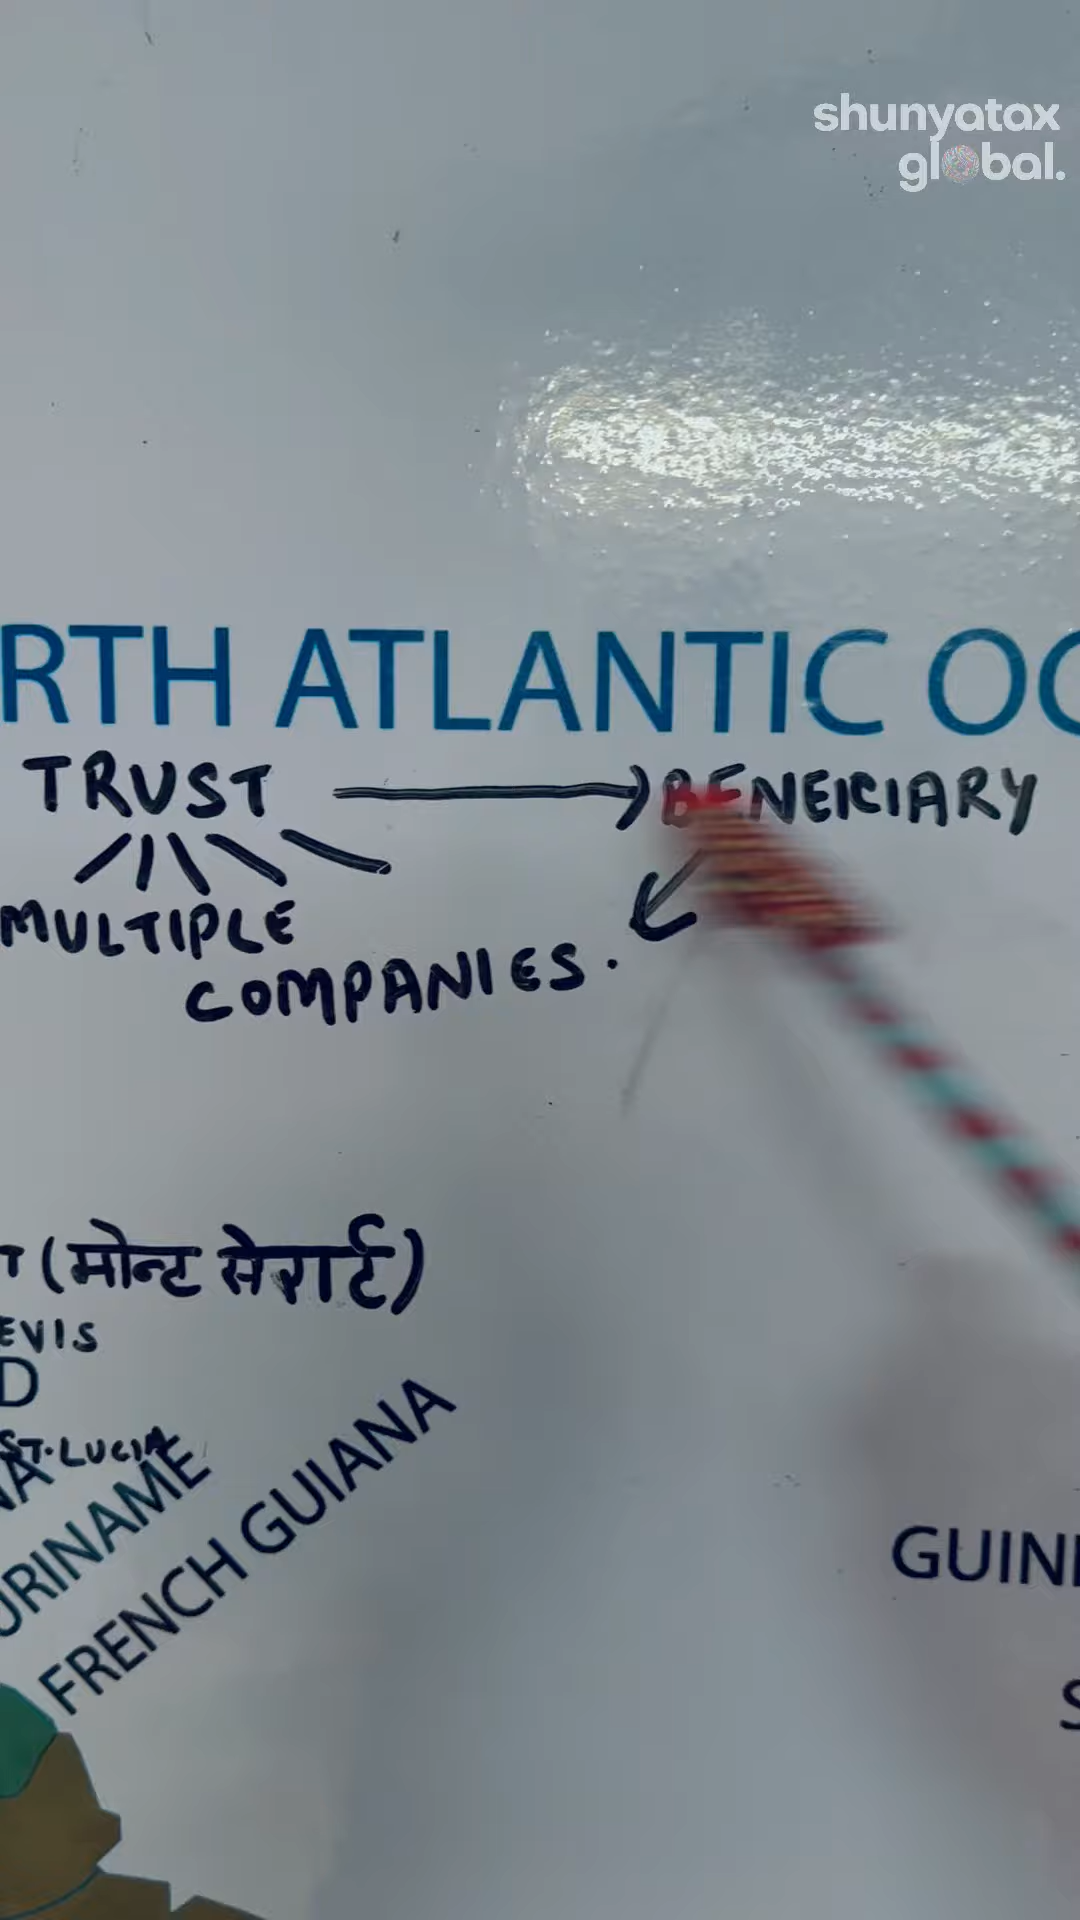 shunyatax
global.
RTH ATLANTIC OC
TRUST → BENEICIARY
MULTIPLE
COMPANIES.
T (मोन्ट सेरार्ट)
EVIS
D
ST. LUCIA
NA
URINAME
FRENCH GUIANA
GUIN
S